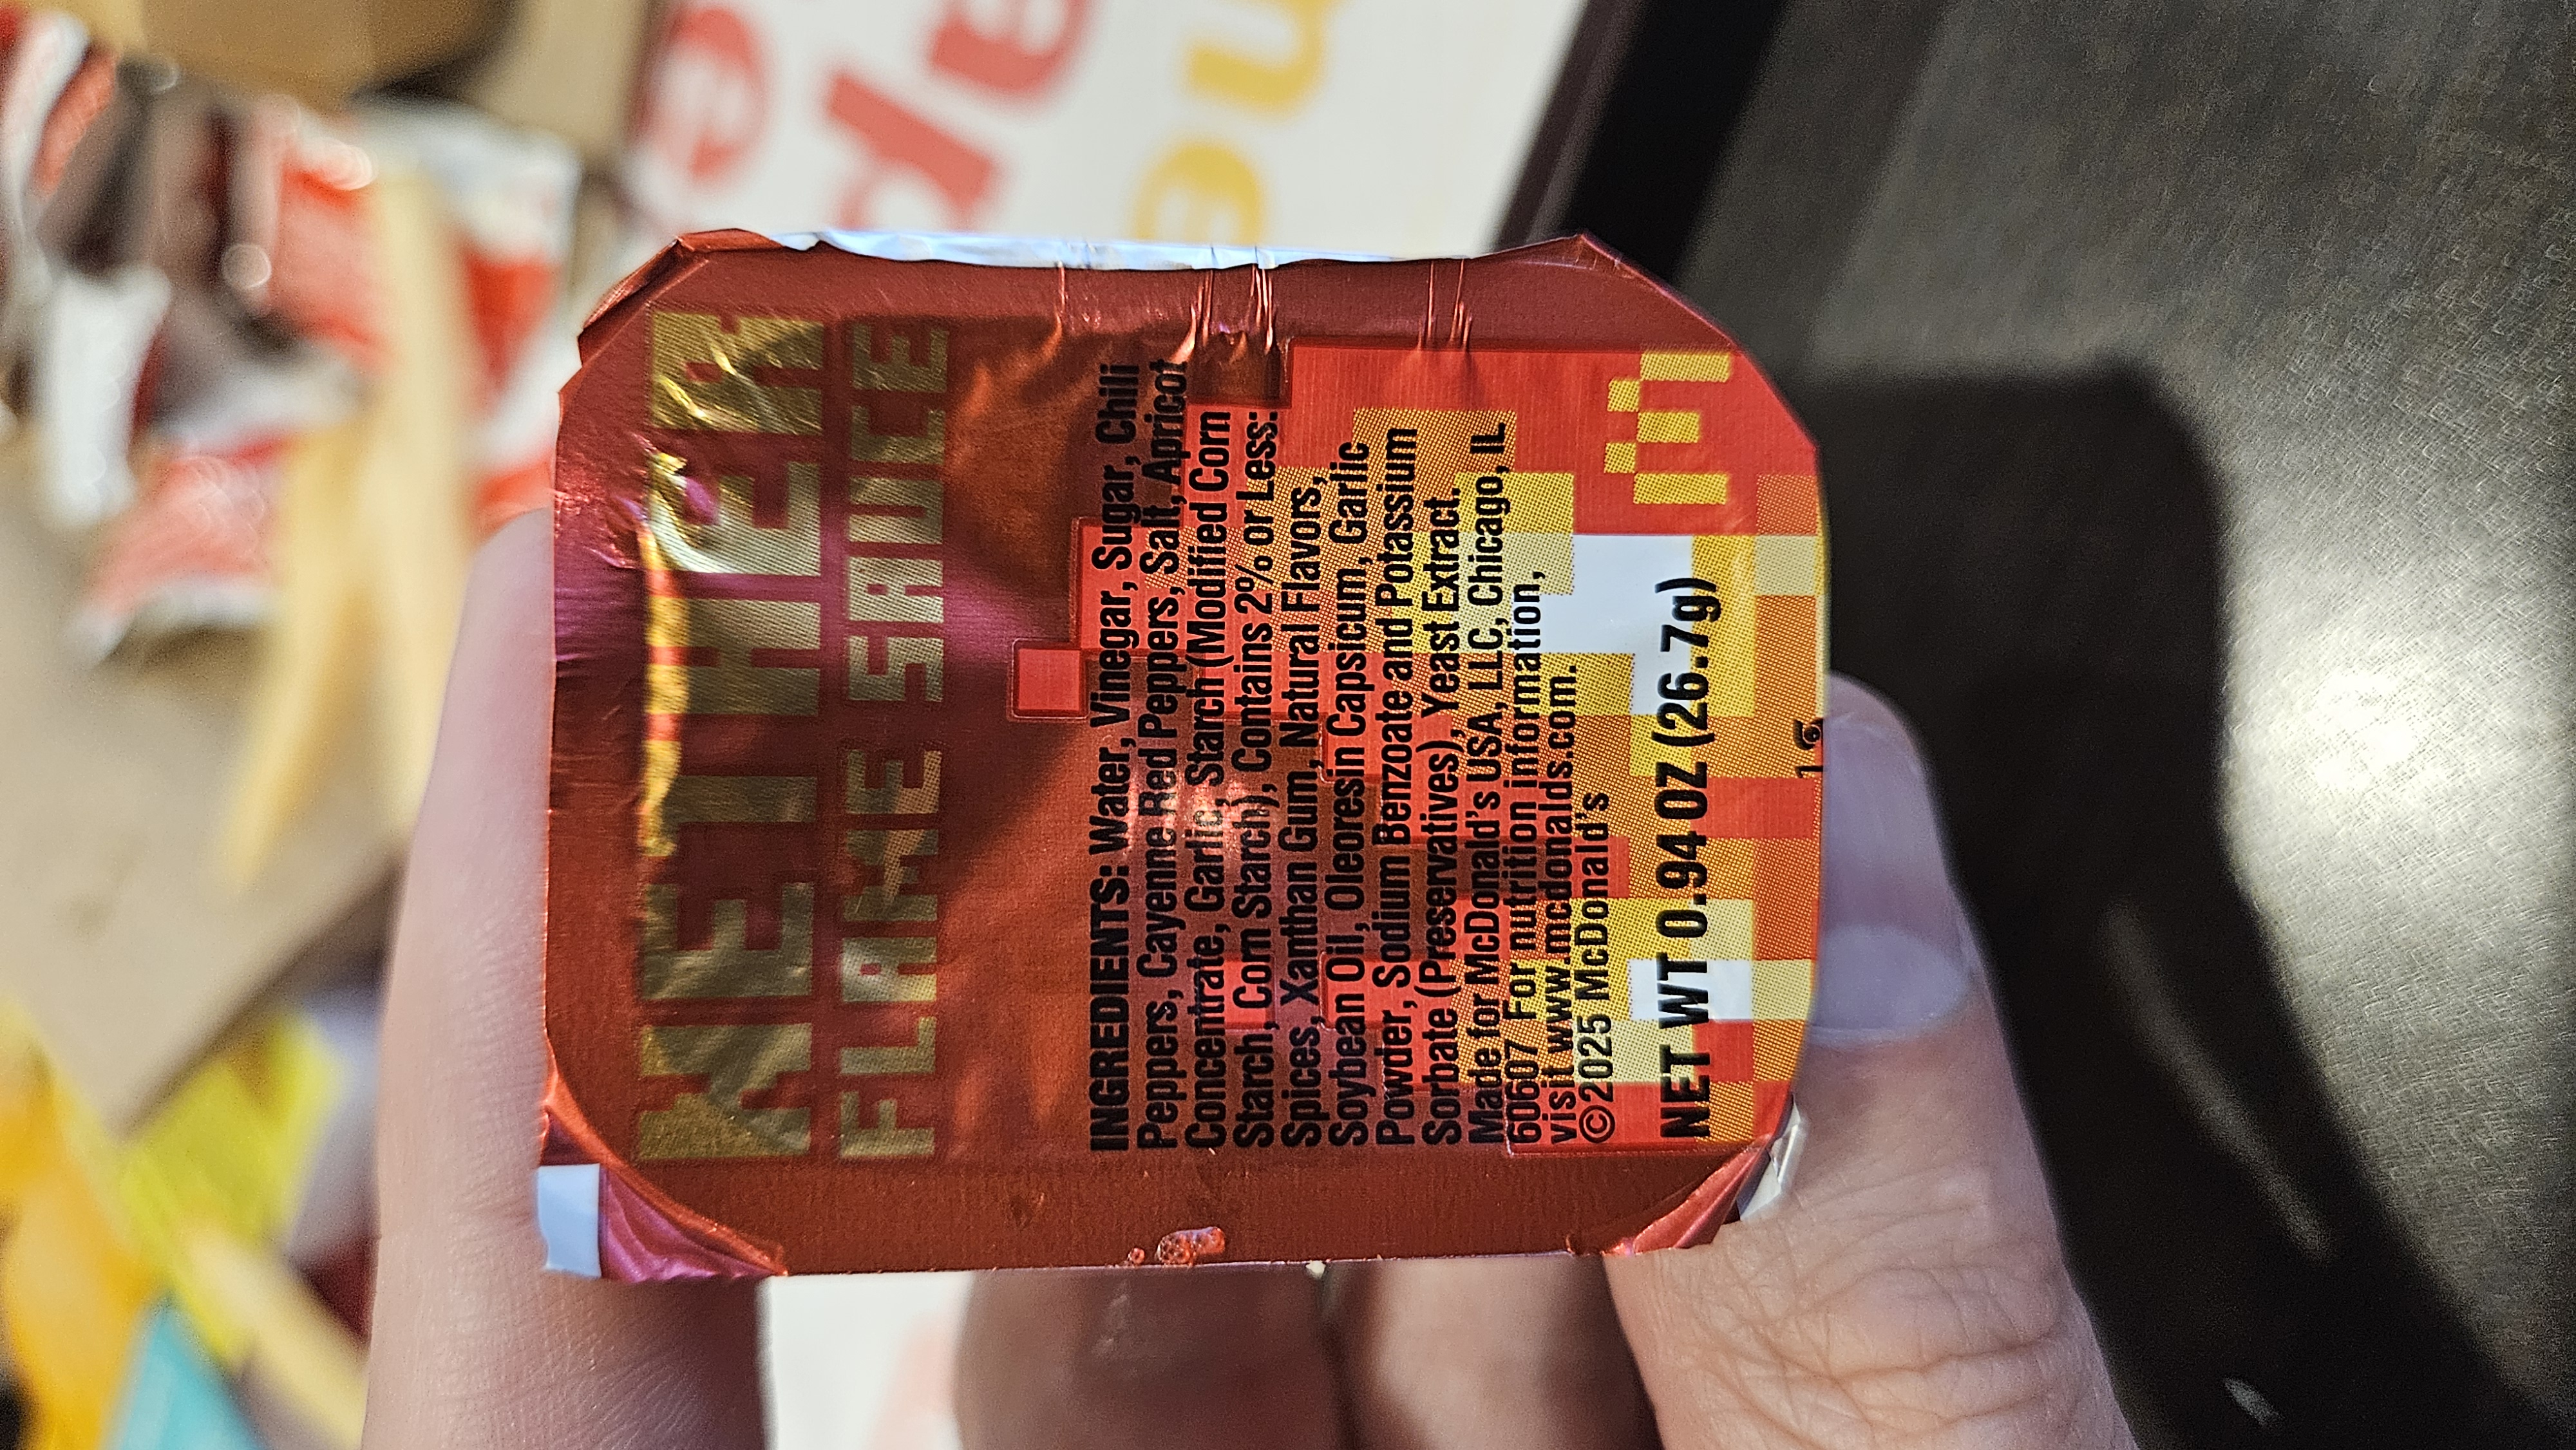 NETHER
FLAME SAUCE
INGREDIENTS: Water, Vinegar, Sugar, Chili
Peppers, Cayenne Red Peppers, Salt, Apricot
Concentrate, Garlic, Starch (Modified Corn
Starch, Corn Starch), Contains 2% or Less:
Spices, Xanthan Gum, Natural Flavors,
Soybean Oil, Oleoresin Capsicum, Garlic
Powder, Sodium Benzoate and Potassium
Sorbate (Preservatives), Yeast Extract.
Made for McDonald's USA, LLC, Chicago, IL
60607 For nutrition information,
visit www.mcdonalds.com.
©2025 McDonald's
NET WT 0.94 OZ (26.7g)